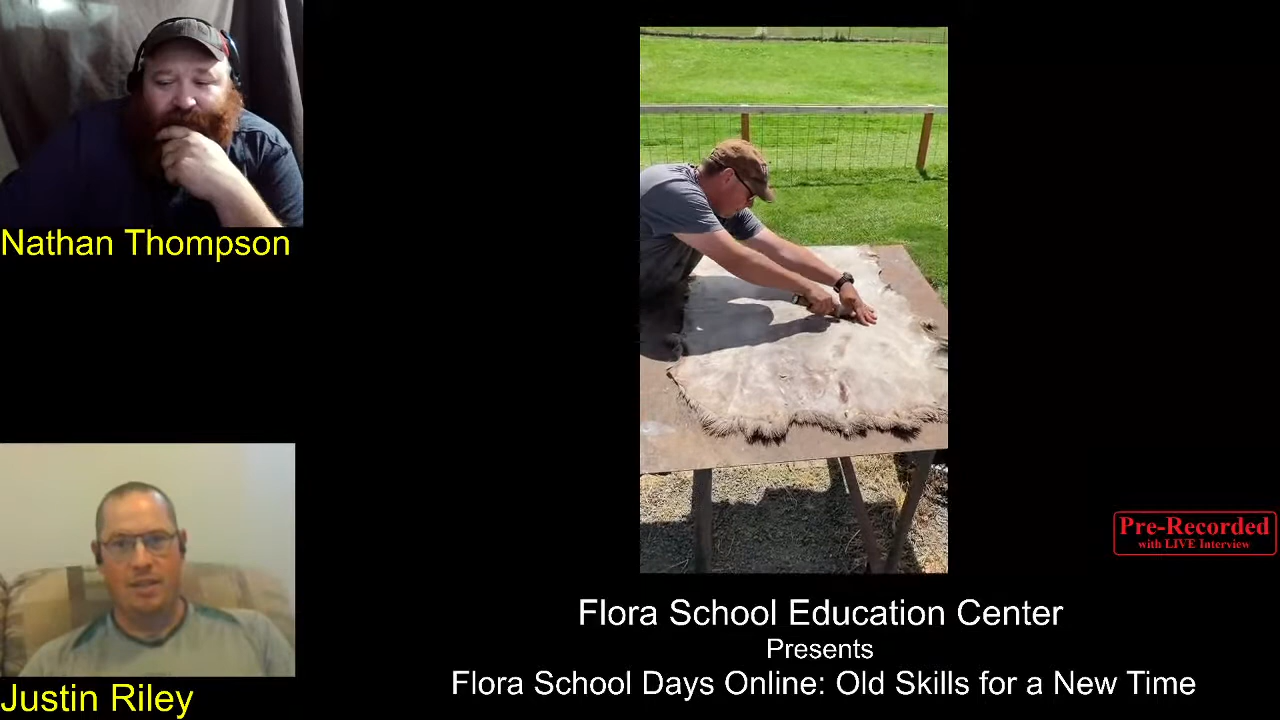 Nathan Thompson
Justin Riley
Pre-Recorded
with LIVE Interview
Flora School Education Center
Presents
Flora School Days Online: Old Skills for a New Time